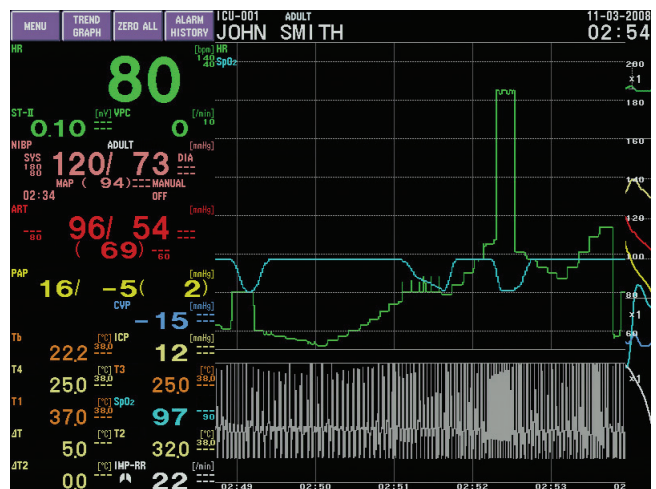 MENU
TREND GRAPH
ZERO ALL
ALARM HISTORY
ICU-001 ADULT
JOHN SMITH
11-03-2008
02:54
HR [bpm]
140
40
80
HR
SpO2
ST-II [mV] VPC [/min]
0.10 --- 0 10
NIBP ADULT [mmHg]
SYS 180 80 120/ 73 DIA ---
MAP ( 94)--- MANUAL
02:34 OFF
ART [mmHg]
--- 80 96/ 54 ---
( 69) --- 60
PAP [mmHg]
16/ -5( 2)
CVP [mmHg]
-15 ---
Tb [°C] 38,0 ICP [mmHg]
22,2 --- 12 ---
T4 [°C] 38,0 T3 [°C] 38,0
25,0 --- 25,0 ---
T1 [°C] 38,0 SpO2
37,0 --- 97 --- 90
ΔT [°C] T2 [°C] 38,0
5,0 --- 32,0 ---
ΔT2 [°C] IMP-RR [/min]
0,0 --- 22 ---
200
x1
180
160
140
120
100
80
x1
60
x1
02:49 02:50 02:51 02:52 02:53 02